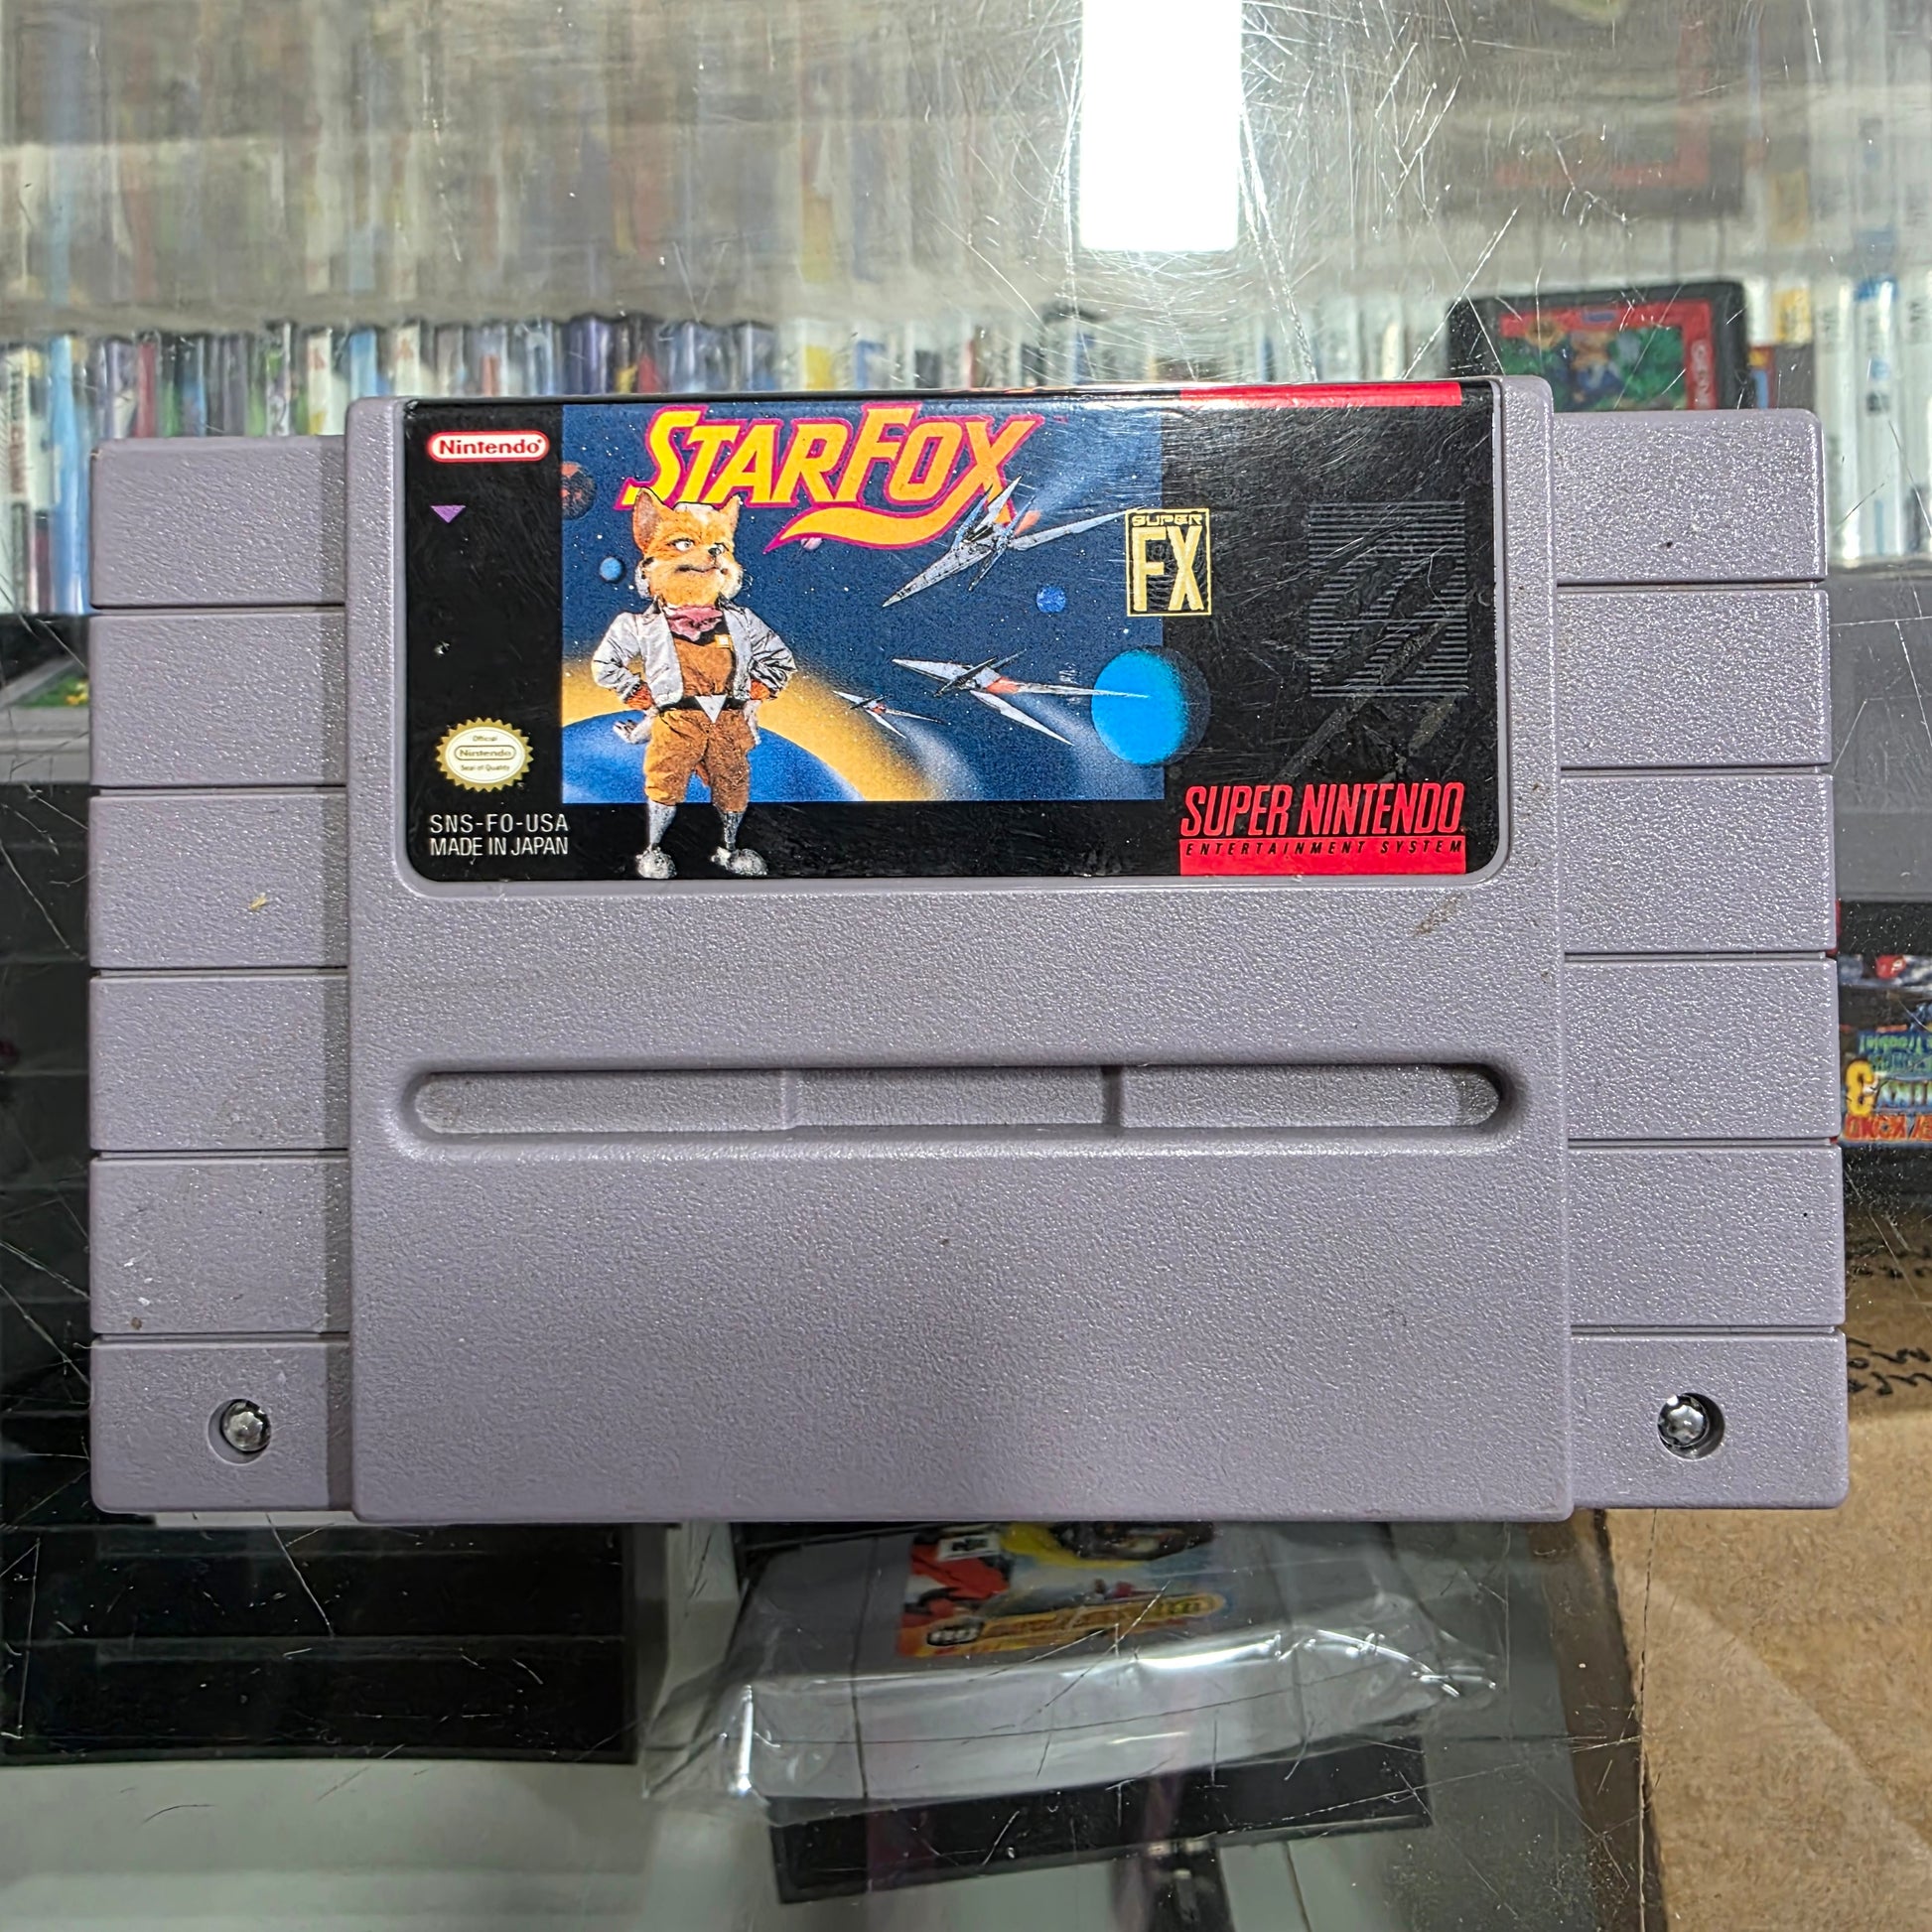 Nintendo®
STARFOX
SUPER
FX
Official
Nintendo
Seal of Quality
SNS-FO-USA
MADE IN JAPAN
SUPER NINTENDO
ENTERTAINMENT SYSTEM
3